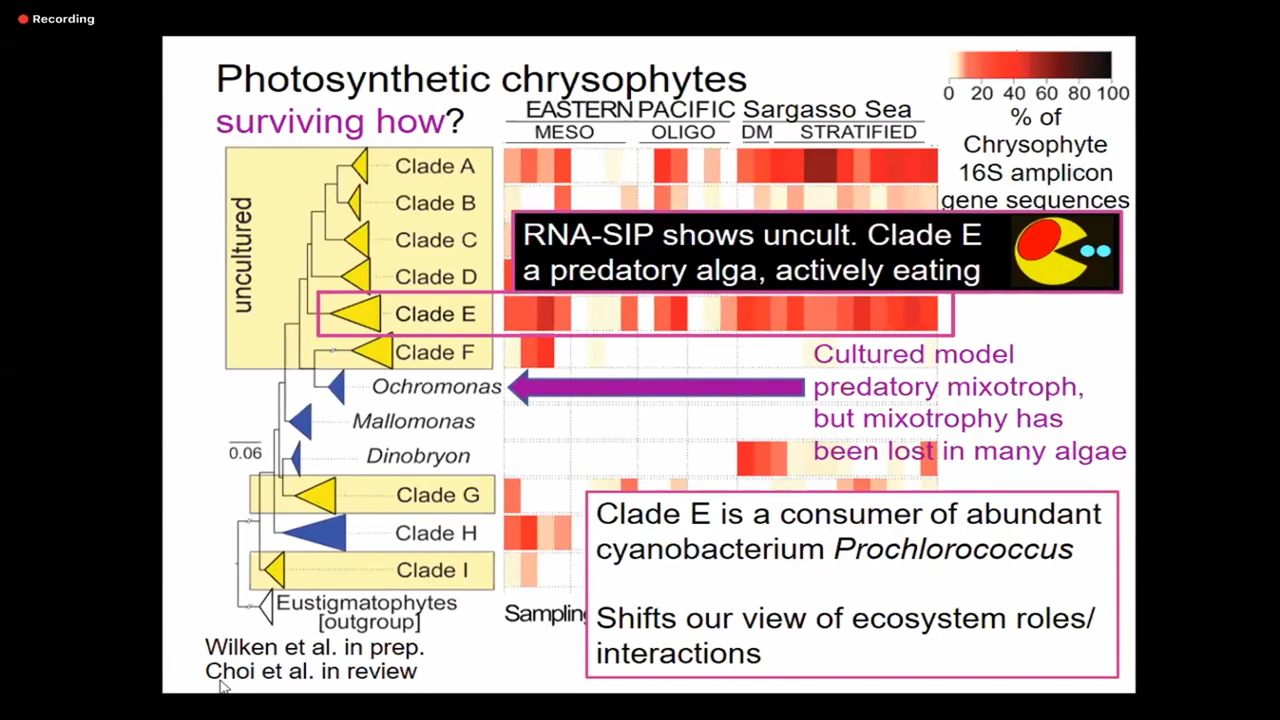 Recording
Photosynthetic chrysophytes
surviving how?
EASTERN PACIFIC Sargasso Sea
MESO OLIGO DM STRATIFIED
0 20 40 60 80 100
% of
Chrysophyte
16S amplicon
gene sequences
uncultured
Clade A
Clade B
Clade C
Clade D
Clade E
Clade F
Ochromonas
Mallomonas
Dinobryon
Clade G
Clade H
Clade I
Eustigmatophytes
[outgroup]
0.06
RNA-SIP shows uncult. Clade E
a predatory alga, actively eating
Cultured model
predatory mixotroph,
but mixotrophy has
been lost in many algae
Clade E is a consumer of abundant
cyanobacterium Prochlorococcus
Shifts our view of ecosystem roles/
interactions
Sampling
Wilken et al. in prep.
Choi et al. in review